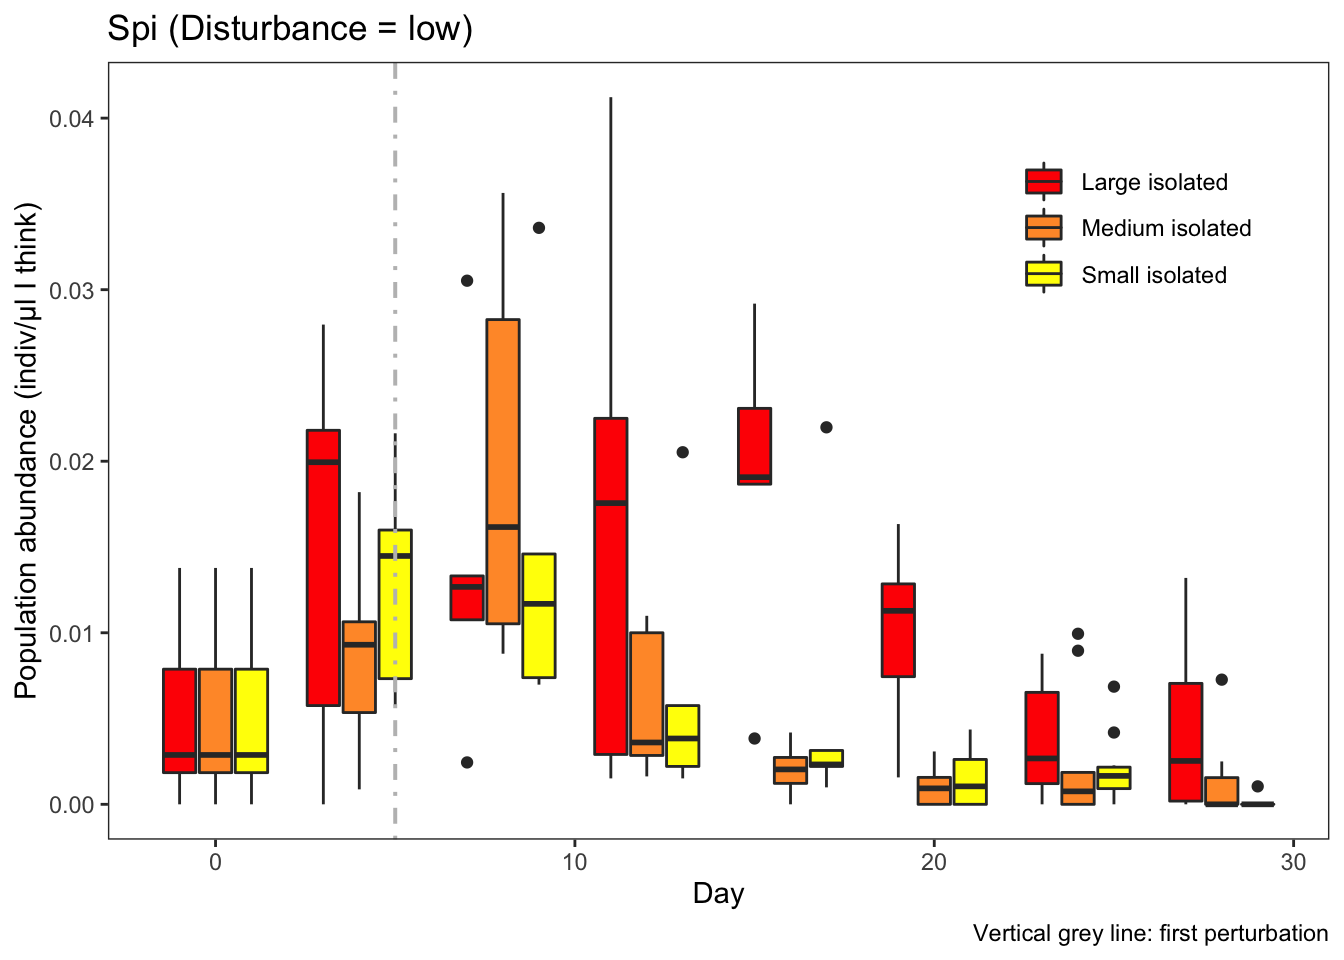 Spi (Disturbance = low)
Population abundance (indiv/µl I think)
0.04
0.03
0.02
0.01
0.00
Large isolated
Medium isolated
Small isolated
0
10
20
30
Day
Vertical grey line: first perturbation